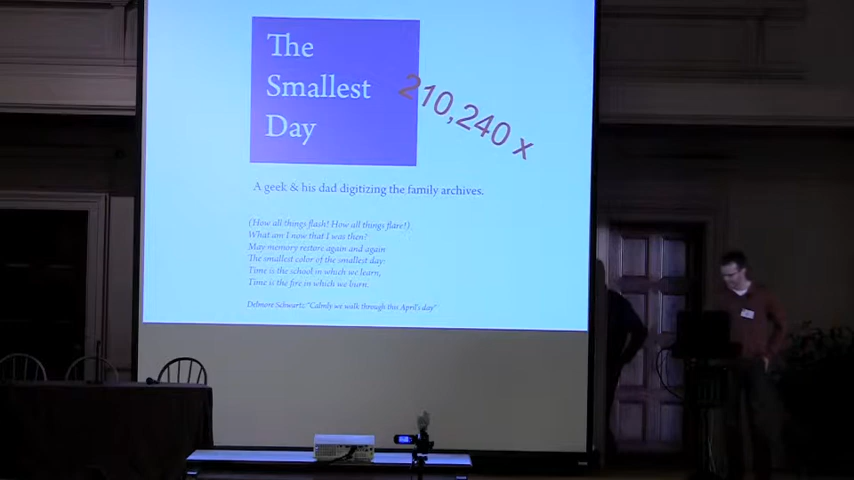 The
Smallest
Day
210,240 x
A geek & his dad digitizing the family archives.
(How all things flash! How all things flare!)
What am I now that I was then?
May memory restore again and again
The smallest color of the smallest day:
Time is the school in which we learn,
Time is the fire in which we burn.
Delmore Schwartz: "Calmly we walk through this April's day"